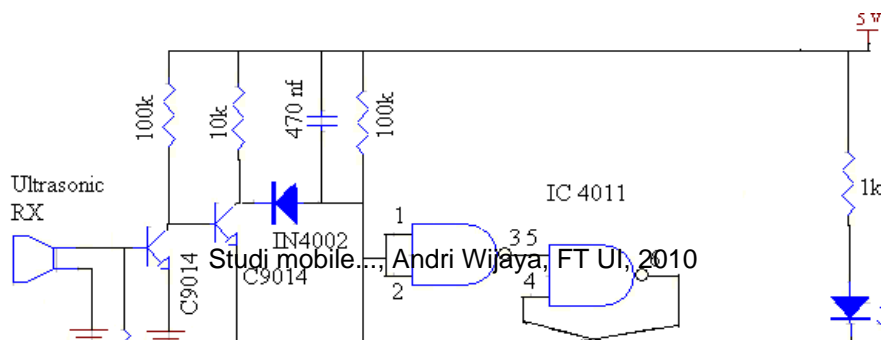 5 V
100k
10k
470 nf
100k
1k
Ultrasonic
RX
IC 4011
1
2
3
5
4
6
IN4002
C9014
C9014
Studi mobile..., Andri Wijaya, FT UI, 2010